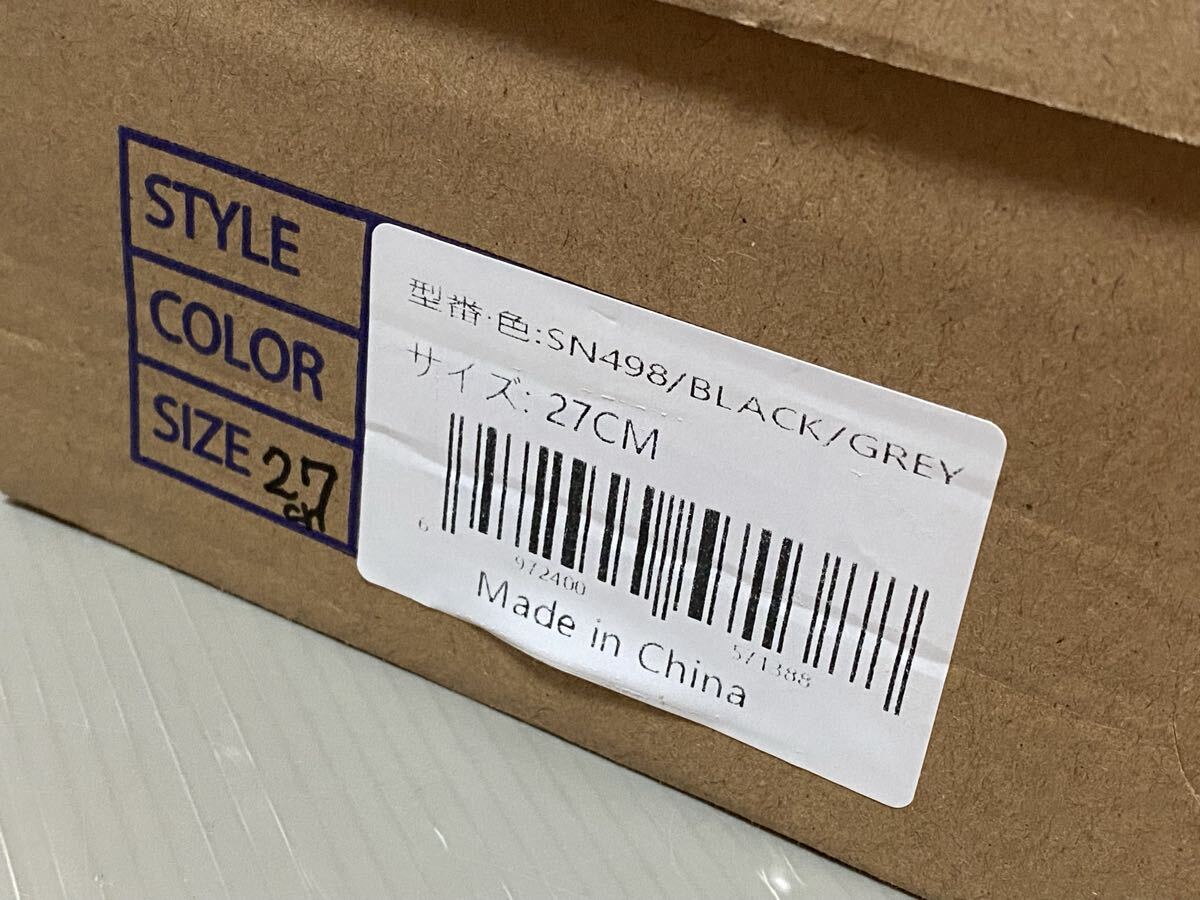 STYLE
COLOR
SIZE 27
cm
型番·色:SN498/BLACK/GREY
サイズ: 27CM
6 972400 571388
Made in China